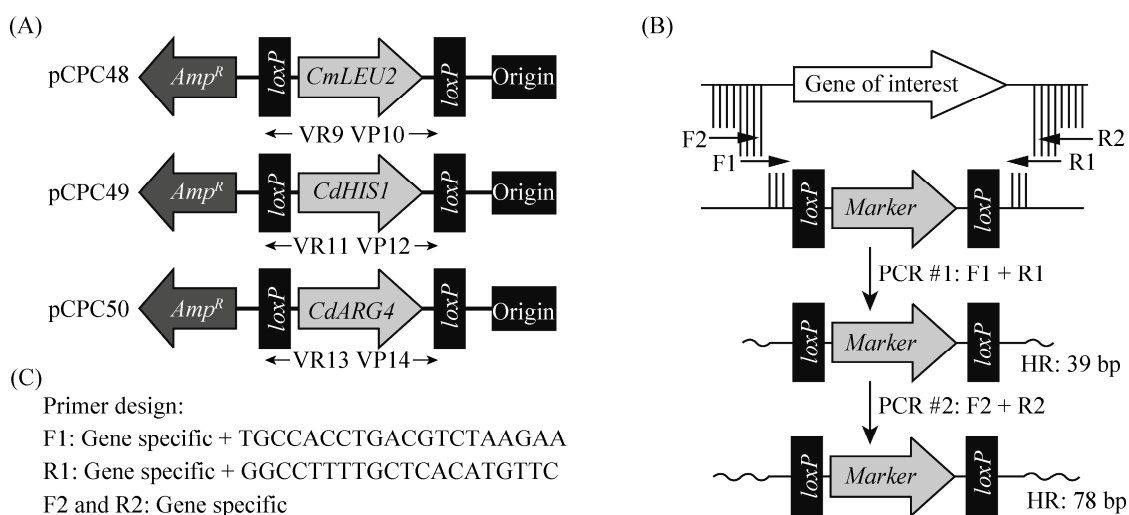 (A)
pCPC48
Amp^R
loxP
CmLEU2
loxP
Origin
VR9 VP10
pCPC49
Amp^R
loxP
CdHIS1
loxP
Origin
VR11 VP12
pCPC50
Amp^R
loxP
CdARG4
loxP
Origin
VR13 VP14
(C)
Primer design:
F1: Gene specific + TGCCACCTGACGTCTAAGAA
R1: Gene specific + GGCCTTTTGCTCACATGTTC
F2 and R2: Gene specific
(B)
Gene of interest
F2
R2
F1
R1
loxP
Marker
loxP
PCR #1: F1 + R1
loxP
Marker
loxP
HR: 39 bp
PCR #2: F2 + R2
loxP
Marker
loxP
HR: 78 bp